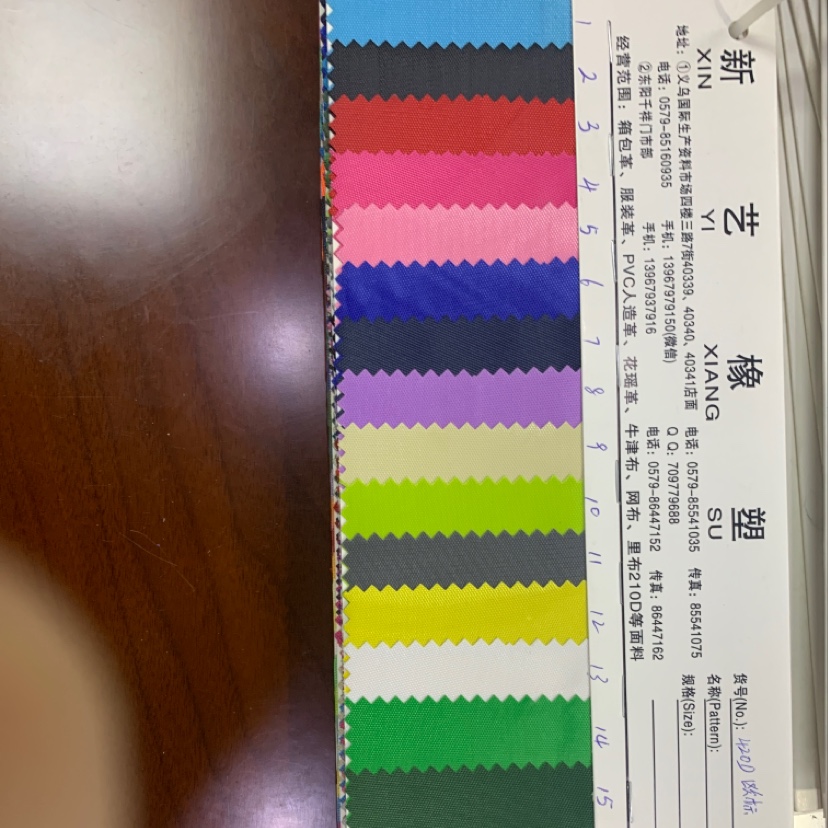 新 艺 橡 塑
XIN YI XIANG SU
地址: ①义乌国际生产资料市场四楼三路7街40339、40340、40341店面 电话: 0579-85541035 传真: 85541075
电话: 0579-85160935 手机: 13967979150(微信) Q Q: 709779688
②东阳千祥门市部 手机: 13967937916 电话: 0579-86447152 传真: 86447162
经营范围: 箱包革、服装革、PVC人造革、花瑶革、牛津布、网布、里布210D等面料
货号(No.): 420D 欧标
名称(Pattern):
规格(Size):
1
2
3
4
5
6
7
8
9
10
11
12
13
14
15